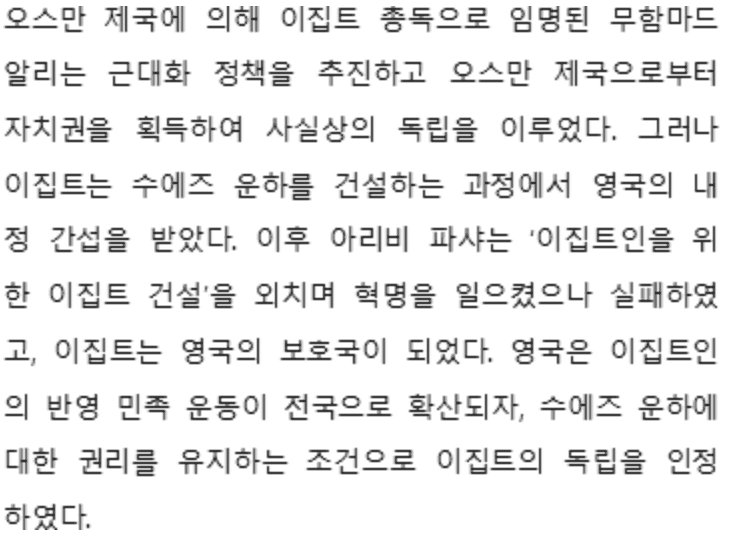 오스만 제국에 의해 이집트 총독으로 임명된 무함마드
알리는 근대화 정책을 추진하고 오스만 제국으로부터
자치권을 획득하여 사실상의 독립을 이루었다. 그러나
이집트는 수에즈 운하를 건설하는 과정에서 영국의 내
정 간섭을 받았다. 이후 아리비 파샤는 '이집트인을 위
한 이집트 건설'을 외치며 혁명을 일으켰으나 실패하였
고, 이집트는 영국의 보호국이 되었다. 영국은 이집트인
의 반영 민족 운동이 전국으로 확산되자, 수에즈 운하에
대한 권리를 유지하는 조건으로 이집트의 독립을 인정
하였다.